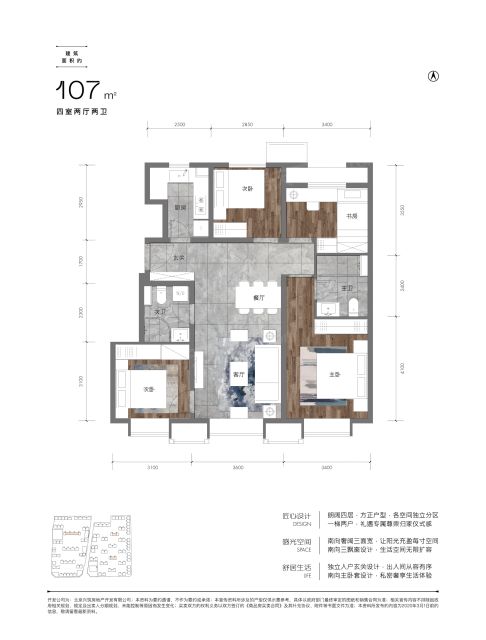 建筑
面积约
107 m²
四室两厅两卫
2500
2850
3400
2950
1700
2300
3100
3550
2400
4100
厨房
次卧
书房
玄关
餐厅
主卫
次卫
次卧
客厅
主卧
3100
3600
3400
匠心设计
DESIGN
朗阔四居·方正户型·各空间独立分区
一梯两户·礼遇专属尊崇归家仪式感
阔光空间
SPACE
南向奢阔三面宽·让阳光充盈每寸空间
南向三飘窗设计·生活空间无限扩容
舒居生活
LIFE
独立入户玄关设计·出入间从容有序
南向主卧套设计·私密奢享生活体验